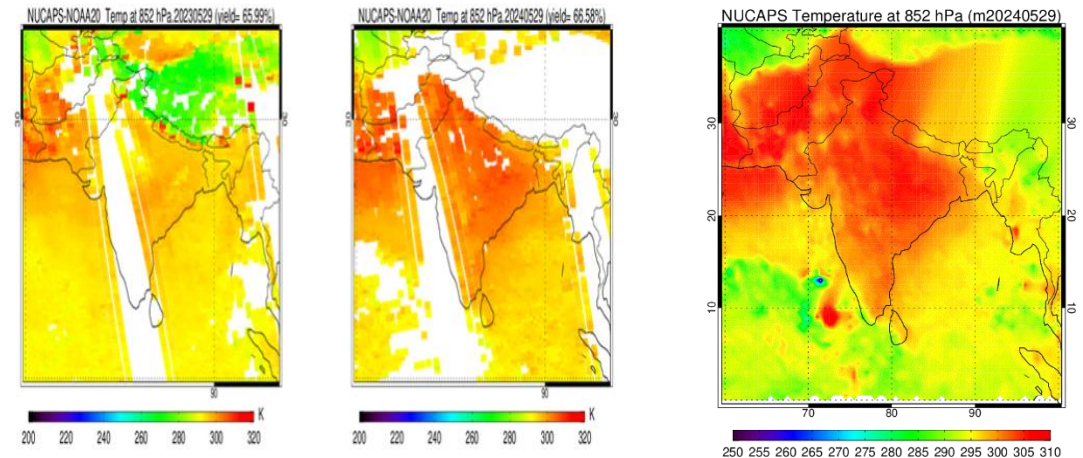 NUCAPS-NOAA20 Temp at 852 hPa.20230529 (yield= 65.99%)
30
30
90
K
200 220 240 260 280 300 320
NUCAPS-NOAA20 Temp at 852 hPa.20240529 (yield= 66.58%)
30
30
90
K
200 220 240 260 280 300 320
NUCAPS Temperature at 852 hPa (m20240529)
30
30
20
20
10
10
70 80 90
250 255 260 265 270 275 280 285 290 295 300 305 310